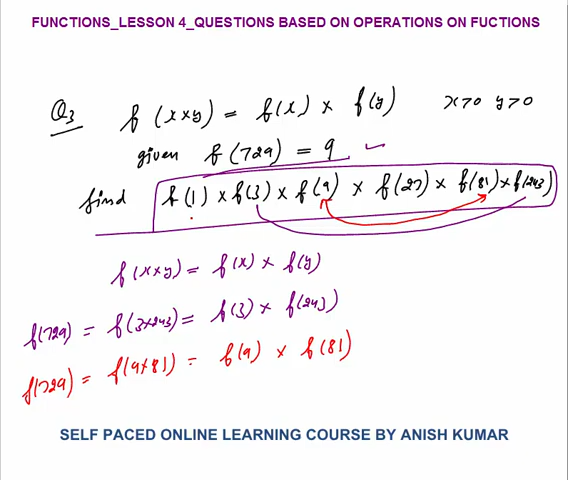 FUNCTIONS_LESSON 4_QUESTIONS BASED ON OPERATIONS ON FUCTIONS
Q3 f(x×y) = f(x) × f(y) x>0 y>0
given f(729) = 9
find f(1) × f(3) × f(9) × f(27) × f(81) × f(243)
f(x×y) = f(x) × f(y)
f(729) = f(3×243) = f(3) × f(243)
f(729) = f(9×81) = f(9) × f(81)
SELF PACED ONLINE LEARNING COURSE BY ANISH KUMAR